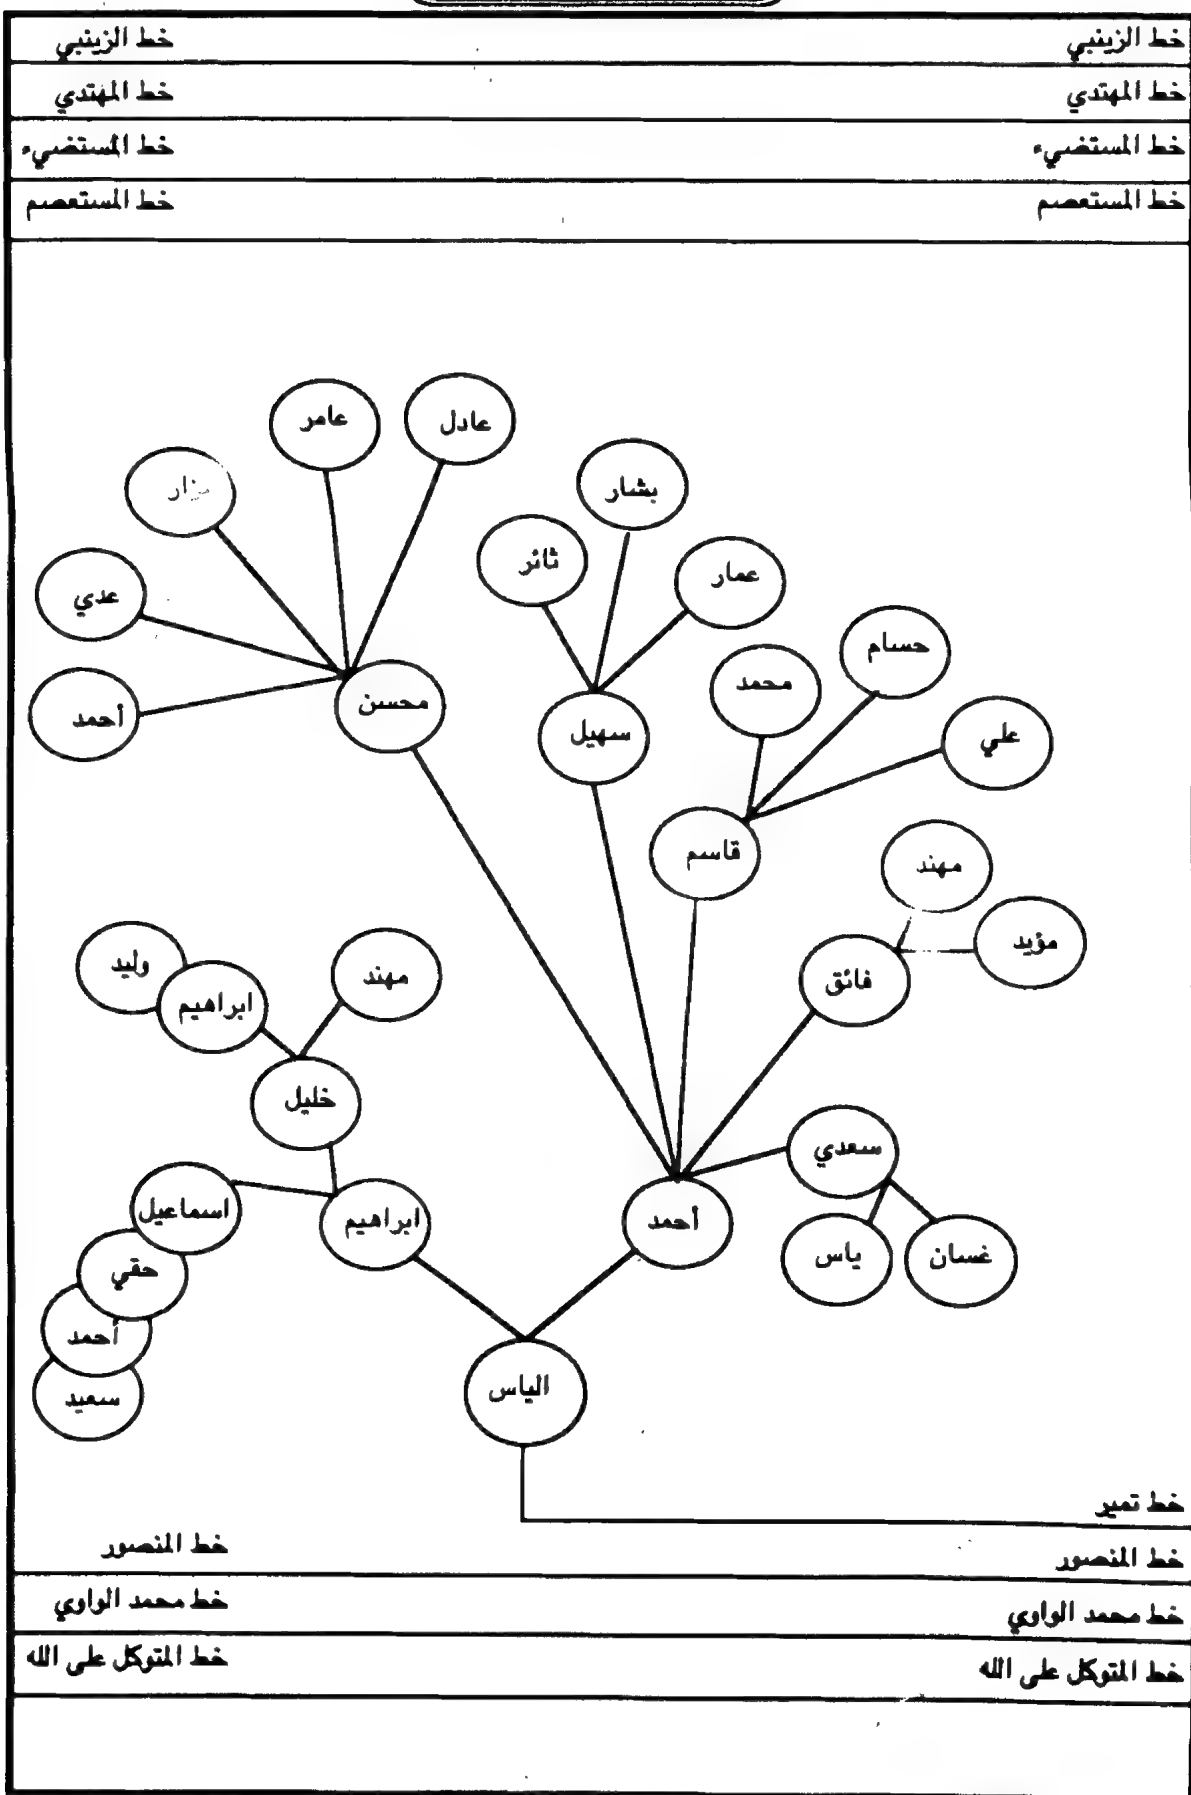 خط الزينبي خط الزينبي
خط المهتدي خط المهتدي
خط المستضيء خط المستضيء
خط المستعصم خط المستعصم
عادل
عامر
بشار
ثائر
عمار
عدي
أحمد
محسن
سهيل
حسام
محمد
علي
قاسم
مهند
مؤيد
فائق
مهند
وليد
ابراهيم
خليل
سعدي
غسان
ياس
أحمد
ابراهيم
اسماعيل
حقي
أحمد
سعيد
الياس
خط تمير
خط المنصور خط المنصور
خط محمد الواوي خط محمد الواوي
خط المتوكل على الله خط المتوكل على الله